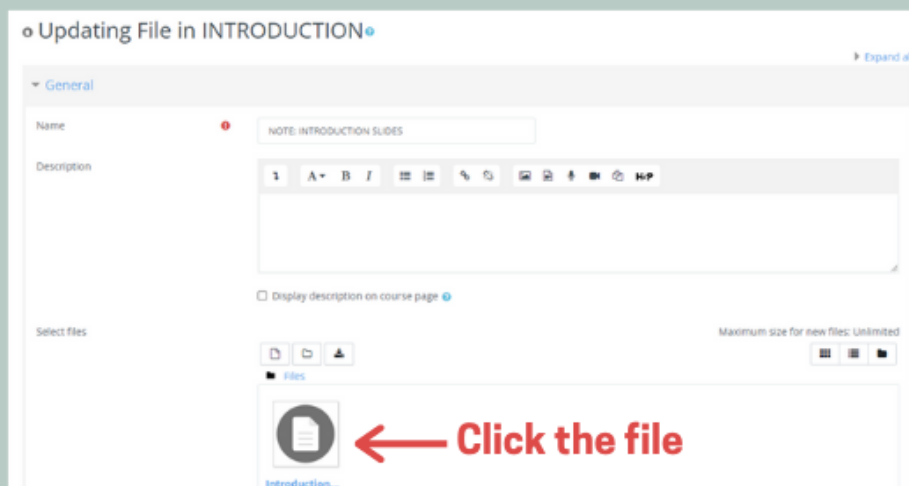 Updating File in INTRODUCTION
Expand al
General
Name
NOTE: INTRODUCTION SLIDES
Description
A B I H-P
Display description on course page
Select files
Maximum size for new files: Unlimited
Files
Click the file
Introduction...